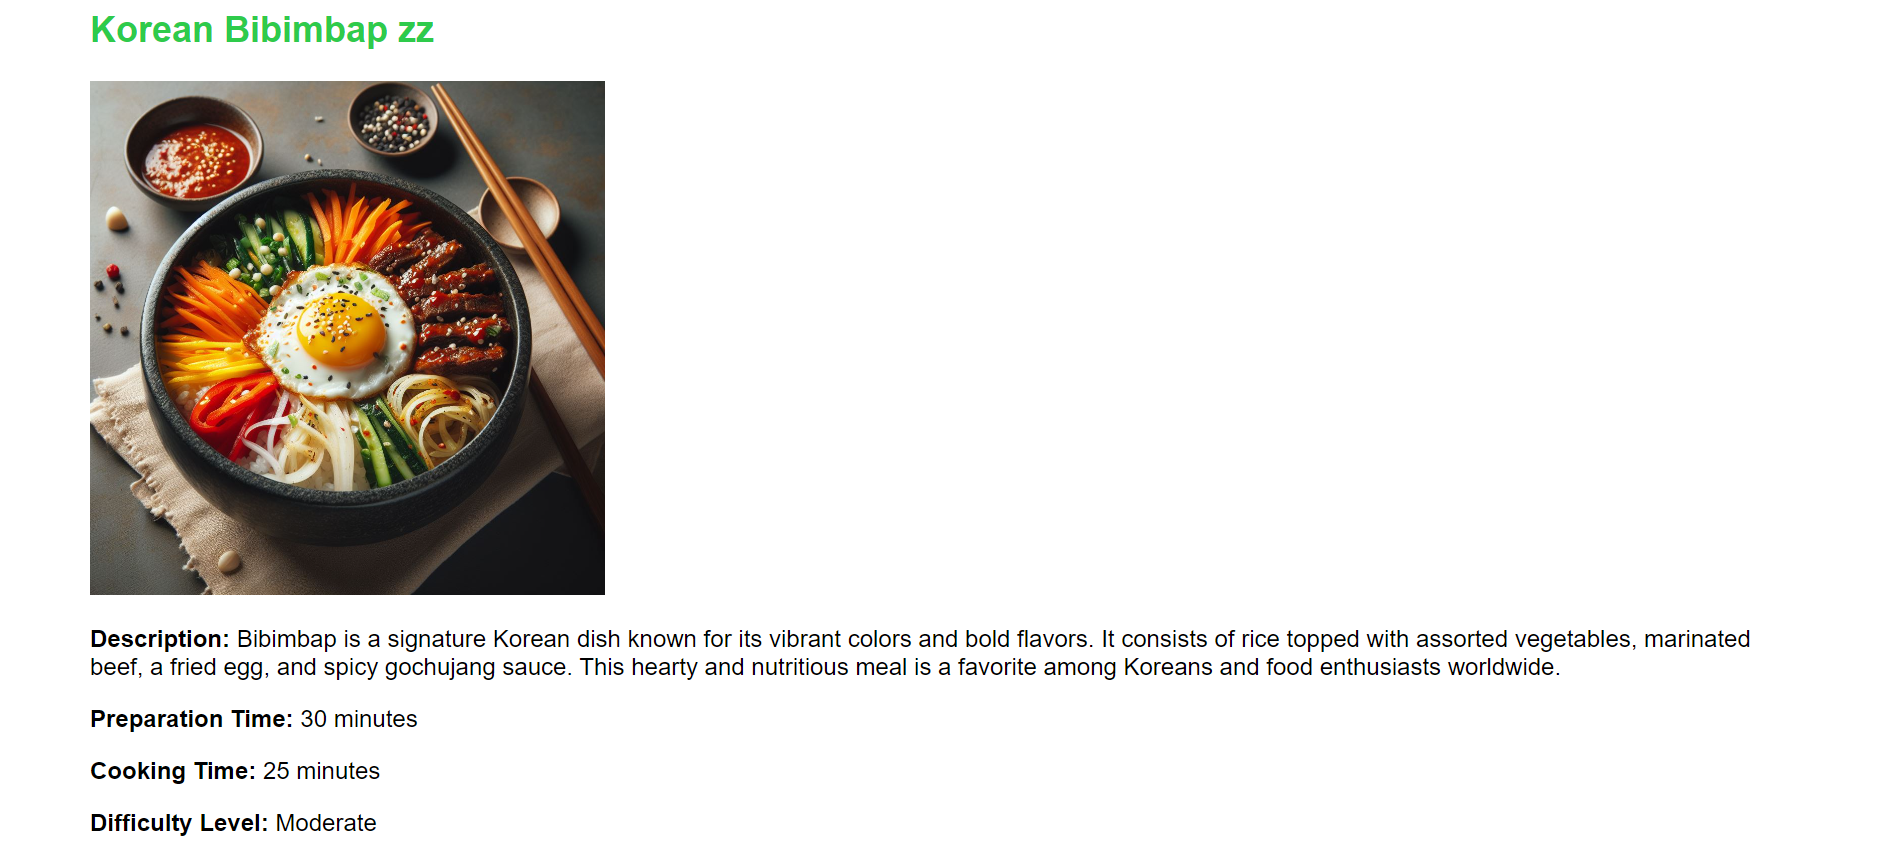 Korean Bibimbap zz
Description: Bibimbap is a signature Korean dish known for its vibrant colors and bold flavors. It consists of rice topped with assorted vegetables, marinated
beef, a fried egg, and spicy gochujang sauce. This hearty and nutritious meal is a favorite among Koreans and food enthusiasts worldwide.
Preparation Time: 30 minutes
Cooking Time: 25 minutes
Difficulty Level: Moderate